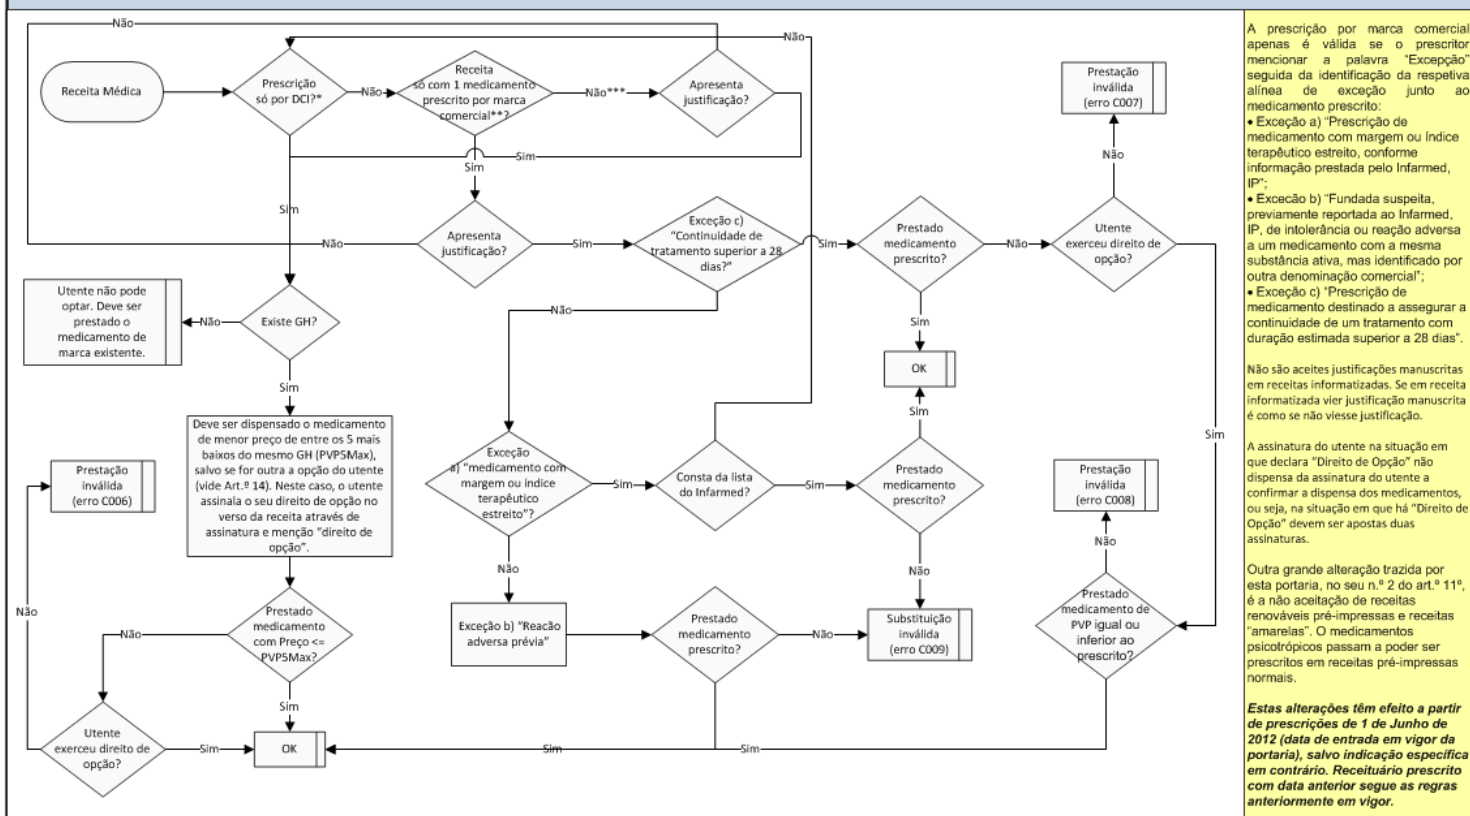 Não
Não
Receita Médica
Prescrição
só por DCI?*
Não
Receita
só com 1 medicamento
prescrito por marca
comercial**?
Não***
Apresenta
justificação?
Prestação
inválida
(erro C007)
Não
Sim
Sim
Sim
Não
Apresenta
justificação?
Sim
Exceção c)
"Continuidade de
tratamento superior a 28
dias?"
Sim
Prestado
medicamento
prescrito?
Não
Utente
exerceu direito de
opção?
Utente não pode
optar. Deve ser
prestado o
medicamento de
marca existente.
Não
Existe GH?
Não
Sim
OK
Sim
Sim
Sim
Deve ser dispensado o medicamento
de menor preço de entre os 5 mais
baixos do mesmo GH (PVP5Max),
salvo se for outra a opção do utente
(vide Art.º 14). Neste caso, o utente
assinala o seu direito de opção no
verso da receita através de
assinatura e menção "direito de
opção".
Prestação
inválida
(erro C006)
Exceção
a) "medicamento com
margem ou índice
terapêutico
estreito"?
Sim
Consta da lista
do Infarmed?
Sim
Prestado
medicamento
prescrito?
Prestação
inválida
(erro C008)
Não
Não
Não
Não
Prestado
medicamento
com Preço <=
PVP5Max?
Não
Exceção b) "Reacão
adversa prévia"
Prestado
medicamento
prescrito?
Não
Substituição
inválida
(erro C009)
Prestado
medicamento de
PVP igual ou
inferior ao
prescrito?
Sim
Utente
exerceu direito de
opção?
Sim
OK
Sim
Sim
A prescrição por marca comercial
apenas é válida se o prescritor
mencionar a palavra "Excepção"
seguida da identificação da respetiva
alínea de exceção junto ao
medicamento prescrito:
• Exceção a) "Prescrição de
medicamento com margem ou índice
terapêutico estreito, conforme
informação prestada pelo Infarmed,
IP";
• Excecão b) "Fundada suspeita,
previamente reportada ao Infarmed,
IP, de intolerância ou reação adversa
a um medicamento com a mesma
substância ativa, mas identificado por
outra denominação comercial";
• Exceção c) "Prescrição de
medicamento destinado a assegurar a
continuidade de um tratamento com
duração estimada superior a 28 dias".
Não são aceites justificações manuscritas
em receitas informatizadas. Se em receita
informatizada vier justificação manuscrita
é como se não viesse justificação.
A assinatura do utente na situação em
que declara "Direito de Opção" não
dispensa da assinatura do utente a
confirmar a dispensa dos medicamentos,
ou seja, na situação em que há "Direito de
Opção" devem ser apostas duas
assinaturas.
Outra grande alteração trazida por
esta portaria, no seu n.º 2 do art.º 11º,
é a não aceitação de receitas
renováveis pré-impressas e receitas
"amarelas". O medicamentos
psicotrópicos passam a poder ser
prescritos em receitas pré-impressas
normais.
Estas alterações têm efeito a partir
de prescrições de 1 de Junho de
2012 (data de entrada em vigor da
portaria), salvo indicação específica
em contrário. Receituário prescrito
com data anterior segue as regras
anteriormente em vigor.